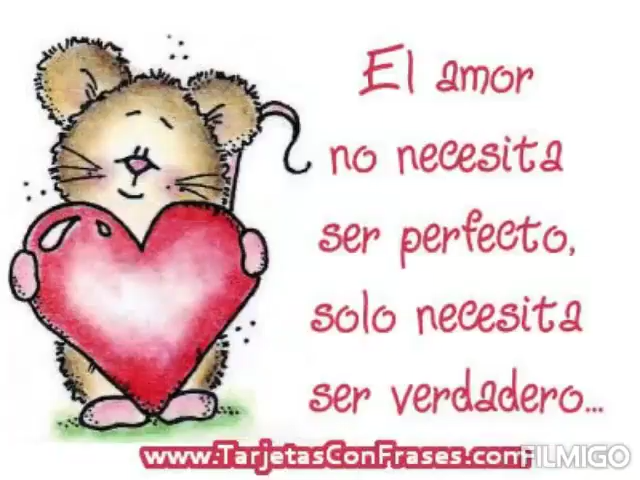 El amor
no necesita
ser perfecto,
solo necesita
ser verdadero...
www.TarjetasConFrases.com
FILMIGO